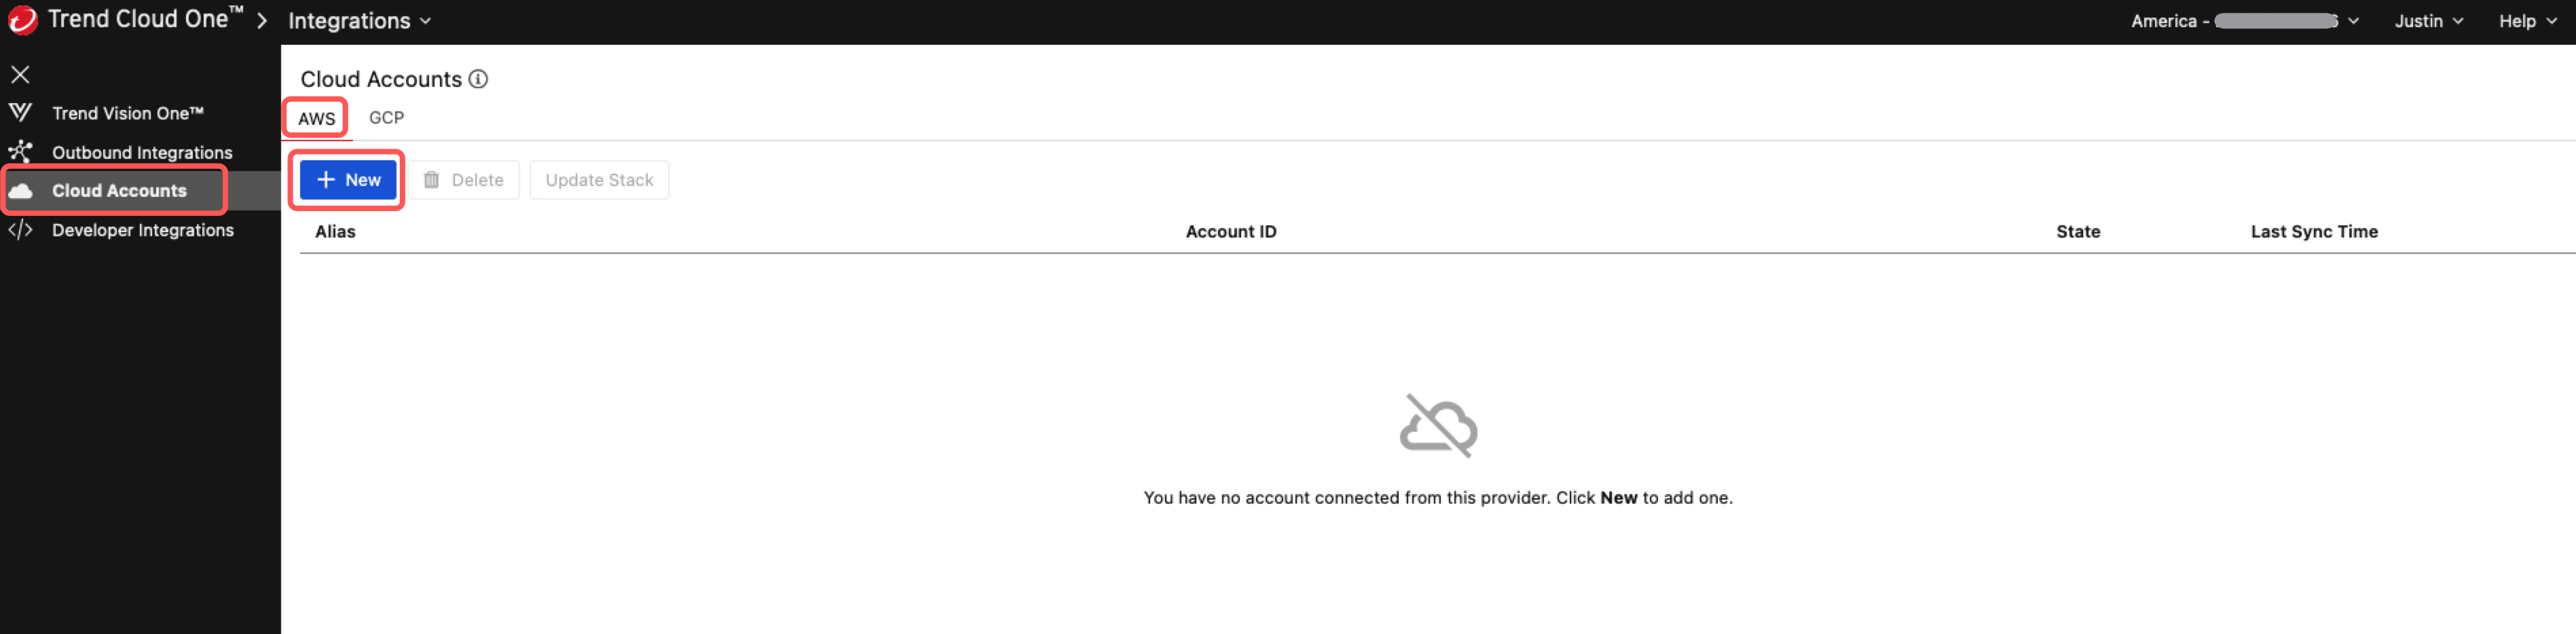 Trend Cloud One™ > Integrations
America -
Justin
Help
Trend Vision One™
Outbound Integrations
Cloud Accounts
Developer Integrations
Cloud Accounts
AWS GCP
+ New Delete Update Stack
Alias Account ID State Last Sync Time
You have no account connected from this provider. Click New to add one.